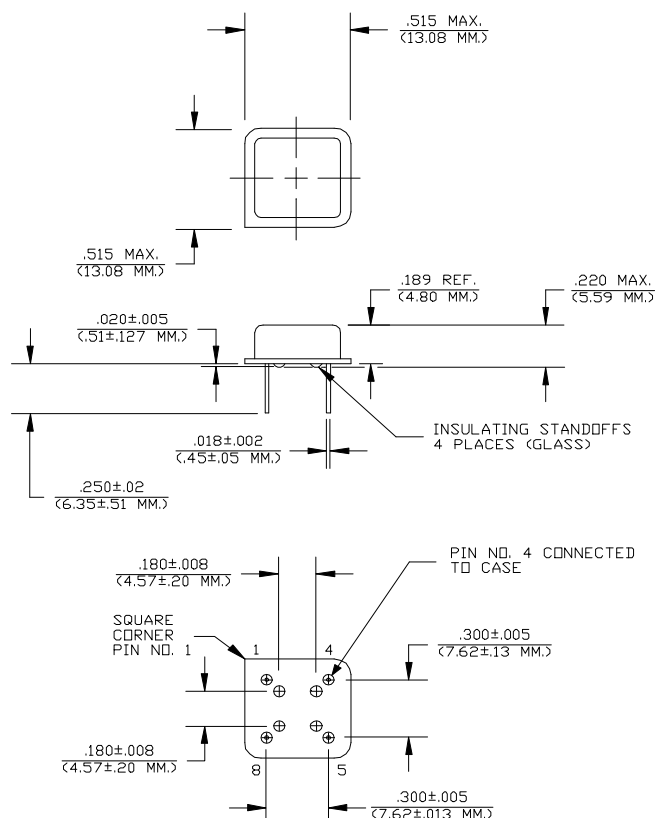 .515 MAX.
(13.08 MM.)
.515 MAX.
(13.08 MM.)
.189 REF.
(4.80 MM.)
.220 MAX.
(5.59 MM.)
.020±.005
(.51±.127 MM.)
INSULATING STANDOFFS
4 PLACES (GLASS)
.018±.002
(.45±.05 MM.)
.250±.02
(6.35±.51 MM.)
PIN NO. 4 CONNECTED
TO CASE
.180±.008
(4.57±.20 MM.)
SQUARE
CORNER
PIN NO. 1
1
4
.300±.005
(7.62±.13 MM.)
.180±.008
(4.57±.20 MM.)
8
5
.300±.005
(7.62±.013 MM.)